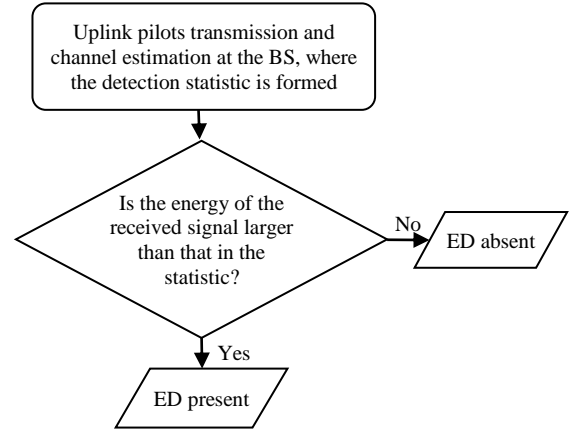 Uplink pilots transmission and
channel estimation at the BS, where
the detection statistic is formed
Is the energy of the
received signal larger
than that in the
statistic?
No
ED absent
Yes
ED present